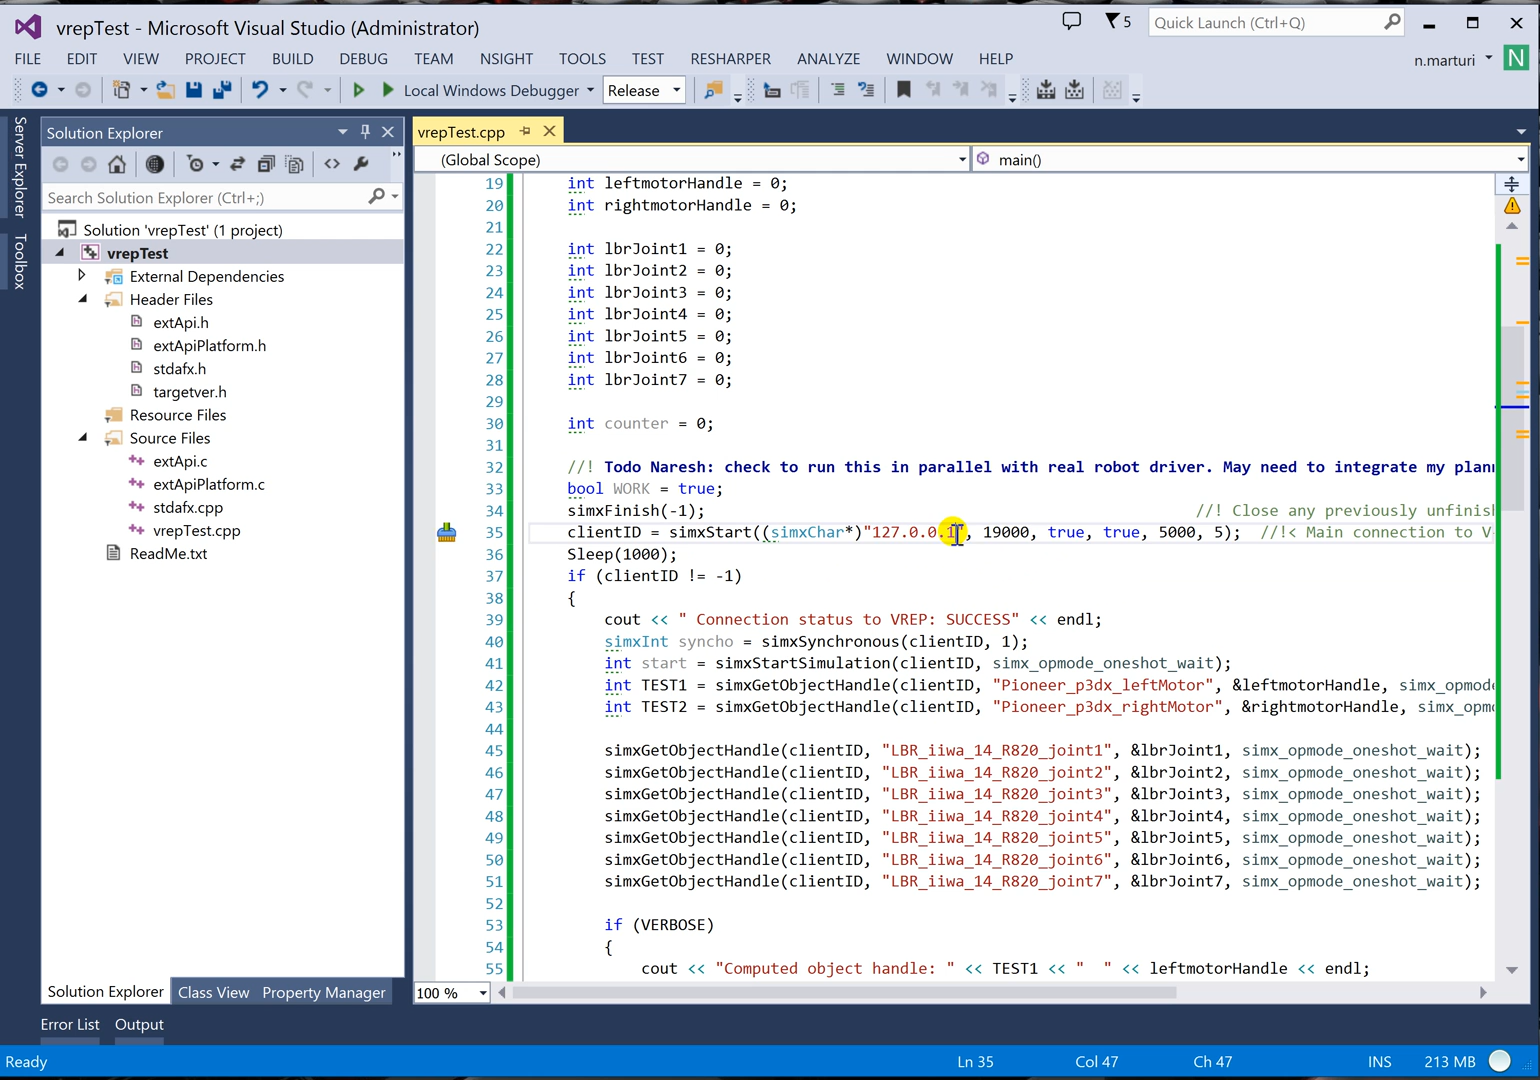 vrepTest - Microsoft Visual Studio (Administrator)
5
Quick Launch (Ctrl+Q)
FILE EDIT VIEW PROJECT BUILD DEBUG TEAM NSIGHT TOOLS TEST RESHARPER ANALYZE WINDOW HELP
n.marturi
N
Local Windows Debugger
Release
Server Explorer
Toolbox
Solution Explorer
Search Solution Explorer (Ctrl+;)
Solution 'vrepTest' (1 project)
vrepTest
External Dependencies
Header Files
extApi.h
extApiPlatform.h
stdafx.h
targetver.h
Resource Files
Source Files
extApi.c
extApiPlatform.c
stdafx.cpp
vrepTest.cpp
ReadMe.txt
Solution Explorer Class View Property Manager
vrepTest.cpp
(Global Scope)
main()
19 int leftmotorHandle = 0;
20 int rightmotorHandle = 0;
21
22 int lbrJoint1 = 0;
23 int lbrJoint2 = 0;
24 int lbrJoint3 = 0;
25 int lbrJoint4 = 0;
26 int lbrJoint5 = 0;
27 int lbrJoint6 = 0;
28 int lbrJoint7 = 0;
29
30 int counter = 0;
31
32 //! Todo Naresh: check to run this in parallel with real robot driver. May need to integrate my plan
33 bool WORK = true;
34 simxFinish(-1); //! Close any previously unfinish
35 clientID = simxStart((simxChar*)"127.0.0.1", 19000, true, true, 5000, 5); //!< Main connection to V
36 Sleep(1000);
37 if (clientID != -1)
38 {
39 cout << " Connection status to VREP: SUCCESS" << endl;
40 simxInt syncho = simxSynchronous(clientID, 1);
41 int start = simxStartSimulation(clientID, simx_opmode_oneshot_wait);
42 int TEST1 = simxGetObjectHandle(clientID, "Pioneer_p3dx_leftMotor", &leftmotorHandle, simx_opmode
43 int TEST2 = simxGetObjectHandle(clientID, "Pioneer_p3dx_rightMotor", &rightmotorHandle, simx_opmo
44
45 simxGetObjectHandle(clientID, "LBR_iiwa_14_R820_joint1", &lbrJoint1, simx_opmode_oneshot_wait);
46 simxGetObjectHandle(clientID, "LBR_iiwa_14_R820_joint2", &lbrJoint2, simx_opmode_oneshot_wait);
47 simxGetObjectHandle(clientID, "LBR_iiwa_14_R820_joint3", &lbrJoint3, simx_opmode_oneshot_wait);
48 simxGetObjectHandle(clientID, "LBR_iiwa_14_R820_joint4", &lbrJoint4, simx_opmode_oneshot_wait);
49 simxGetObjectHandle(clientID, "LBR_iiwa_14_R820_joint5", &lbrJoint5, simx_opmode_oneshot_wait);
50 simxGetObjectHandle(clientID, "LBR_iiwa_14_R820_joint6", &lbrJoint6, simx_opmode_oneshot_wait);
51 simxGetObjectHandle(clientID, "LBR_iiwa_14_R820_joint7", &lbrJoint7, simx_opmode_oneshot_wait);
52
53 if (VERBOSE)
54 {
55 cout << "Computed object handle: " << TEST1 << "  " << leftmotorHandle << endl;
100 %
Error List Output
Ready
Ln 35 Col 47 Ch 47 INS 213 MB